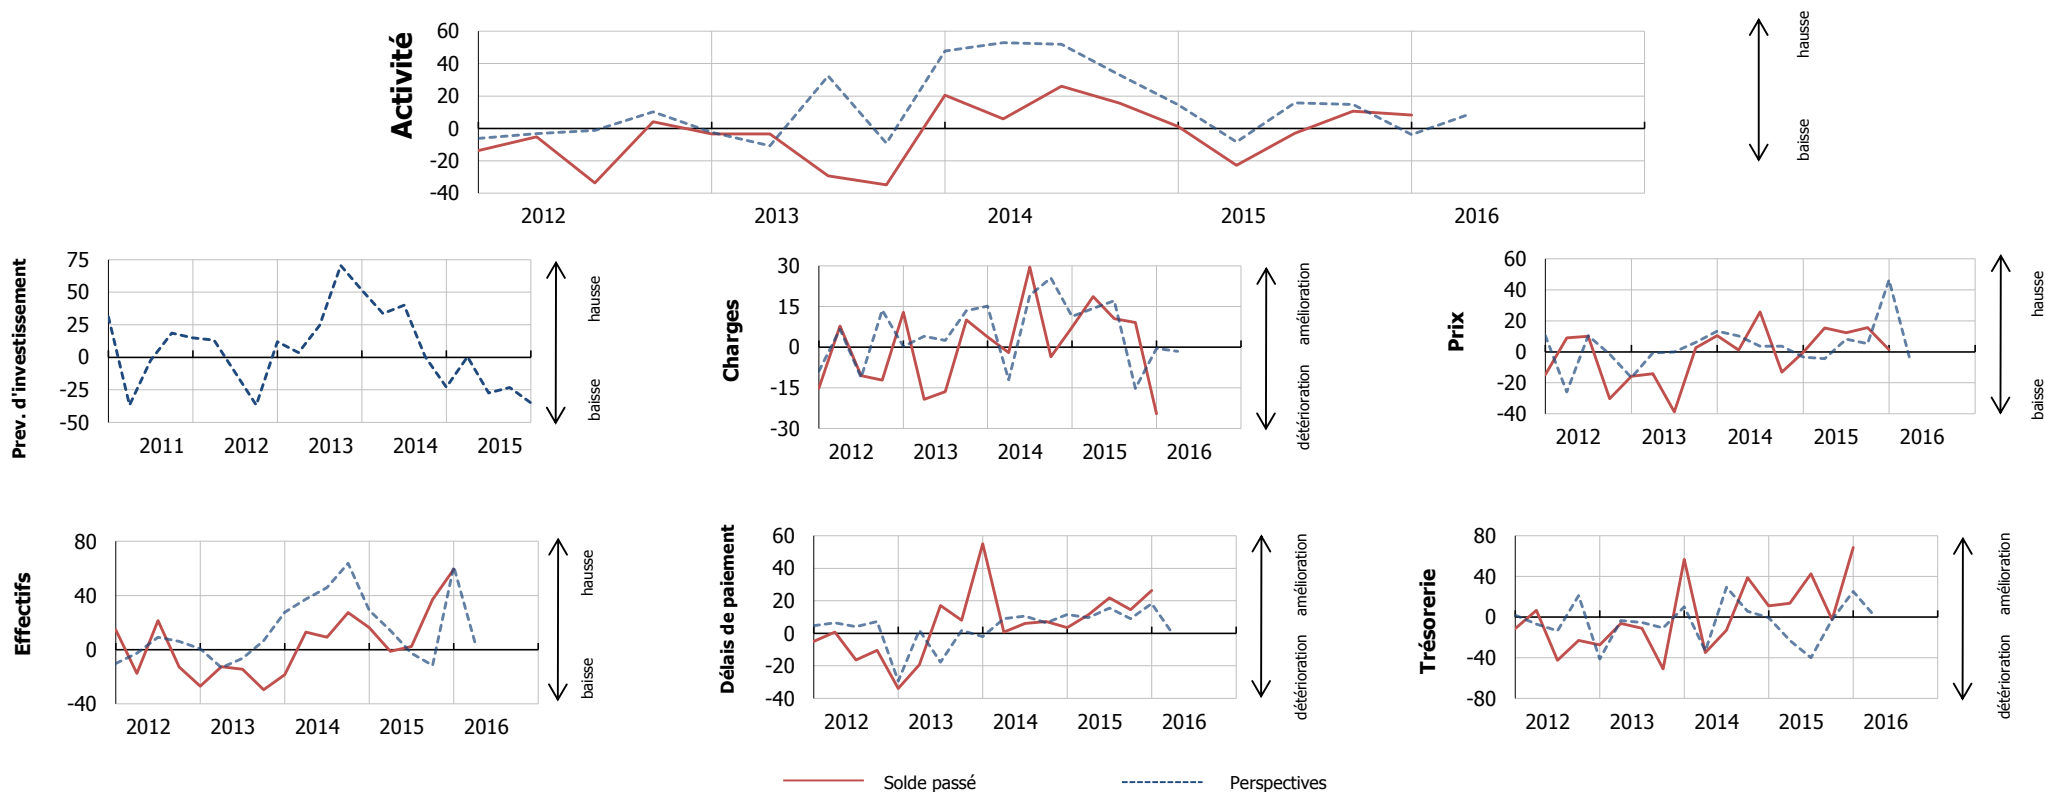 Activité
60
40
20
0
-20
-40
2012 2013 2014 2015 2016
hausse
baisse
Prev. d'investissement
75
50
25
0
-25
-50
2011 2012 2013 2014 2015
hausse
baisse
Charges
30
15
0
-15
-30
2012 2013 2014 2015 2016
amélioration
détérioration
Prix
60
40
20
0
-20
-40
2012 2013 2014 2015 2016
hausse
baisse
Effectifs
80
40
0
-40
2012 2013 2014 2015 2016
hausse
baisse
Délais de paiement
60
40
20
0
-20
-40
2012 2013 2014 2015 2016
amélioration
détérioration
Trésorerie
80
40
0
-40
-80
2012 2013 2014 2015 2016
amélioration
détérioration
Solde passé Perspectives